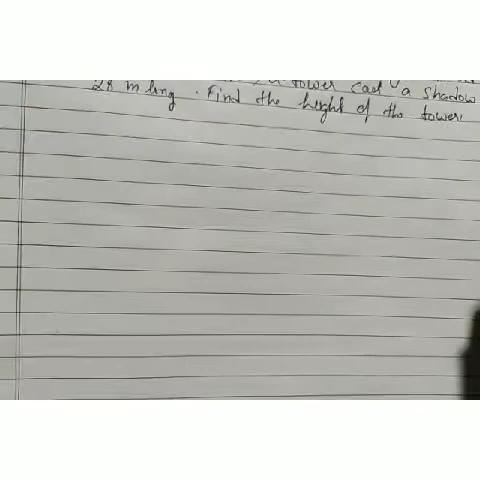 tower cast a shadow
28 m long . Find the height of the tower.